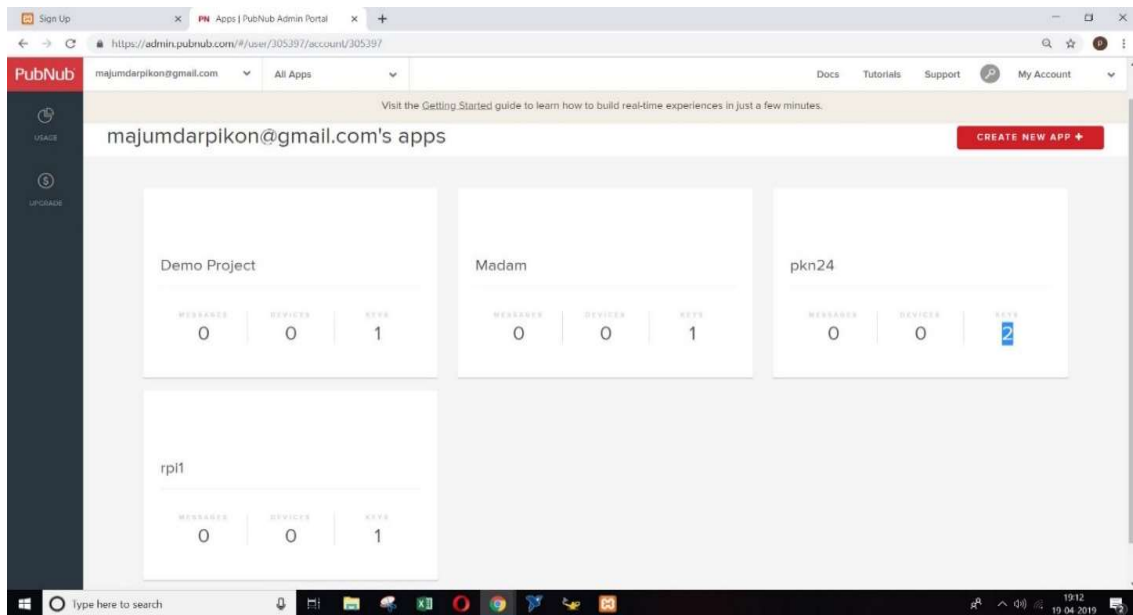 Sign Up
PN Apps | PubNub Admin Portal
https://admin.pubnub.com/#/user/305397/account/305397
PubNub
majumdarpikon@gmail.com
All Apps
Docs
Tutorials
Support
My Account
Visit the Getting Started guide to learn how to build real-time experiences in just a few minutes.
USAGE
majumdarpikon@gmail.com's apps
CREATE NEW APP +
UPGRADE
Demo Project
MESSAGES DEVICES KEYS
0 0 1
Madam
MESSAGES DEVICES KEYS
0 0 1
pkn24
MESSAGES DEVICES KEYS
0 0 2
rpi1
MESSAGES DEVICES KEYS
0 0 1
Type here to search
19:12
19-04-2019